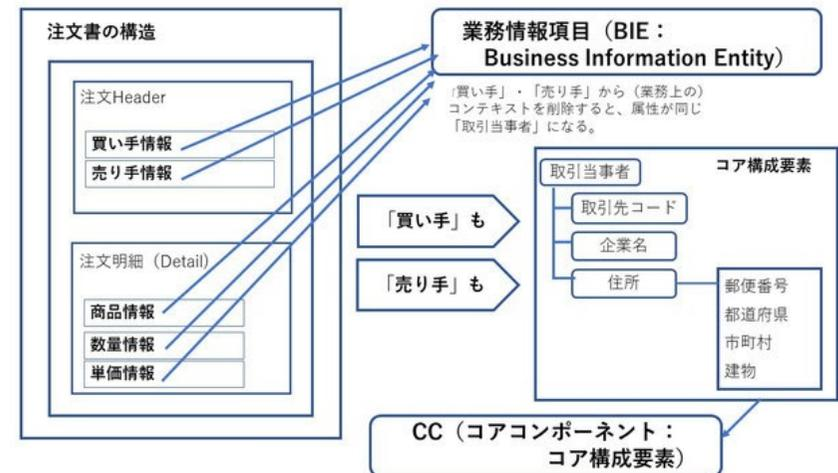 注文書の構造
注文Header
買い手情報
売り手情報
注文明細（Detail）
商品情報
数量情報
単価情報
業務情報項目（BIE：
Business Information Entity）
「買い手」・「売り手」から（業務上の）
コンテキストを削除すると、属性が同じ
「取引当事者」になる。
「買い手」も
「売り手」も
コア構成要素
取引当事者
取引先コード
企業名
住所
郵便番号
都道府県
市町村
建物
CC（コアコンポーネント：
コア構成要素）